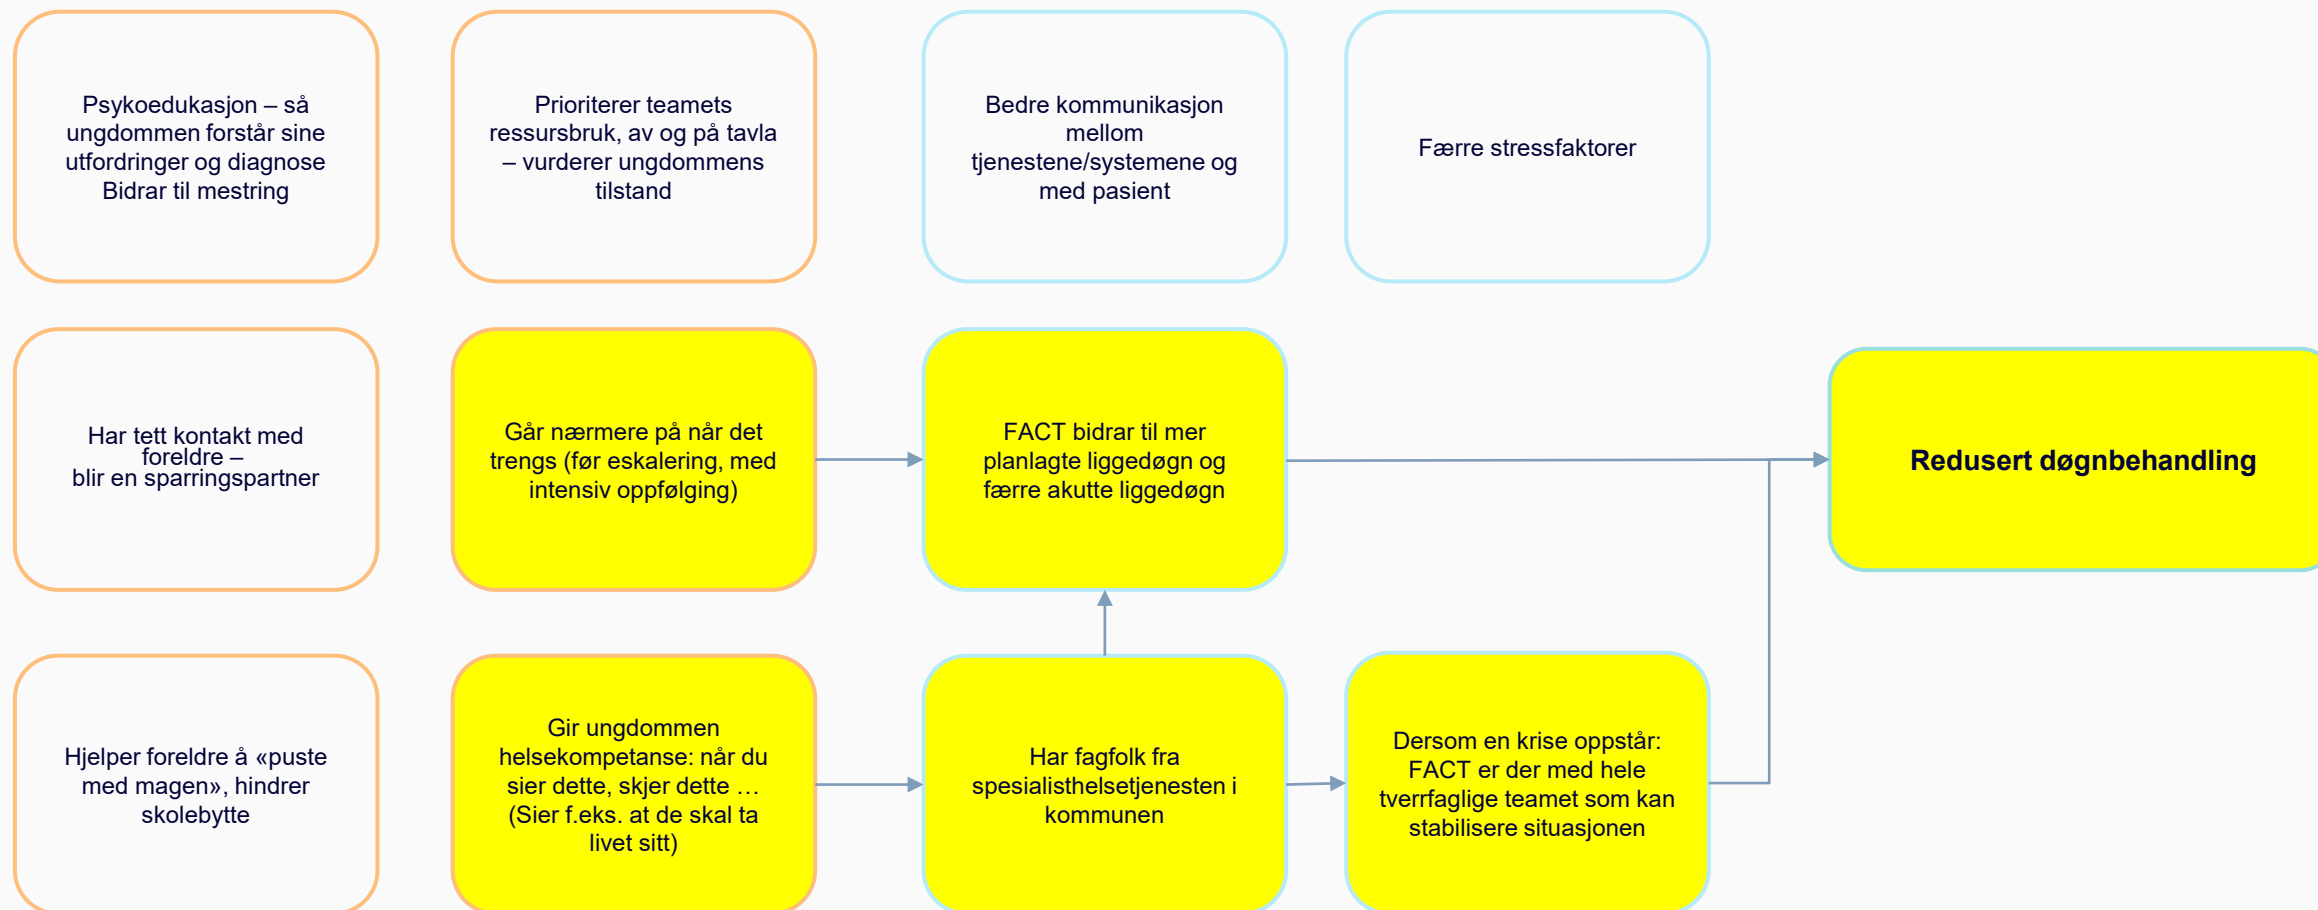 Psykoedukasjon – så
ungdommen forstår sine
utfordringer og diagnose
Bidrar til mestring
Prioriterer teamets
ressursbruk, av og på tavla
– vurderer ungdommens
tilstand
Bedre kommunikasjon
mellom
tjenestene/systemene og
med pasient
Færre stressfaktorer
Har tett kontakt med
foreldre –
blir en sparringspartner
Går nærmere på når det
trengs (før eskalering, med
intensiv oppfølging)
FACT bidrar til mer
planlagte liggedøgn og
færre akutte liggedøgn
Redusert døgnbehandling
Hjelper foreldre å «puste
med magen», hindrer
skolebytte
Gir ungdommen
helsekompetanse: når du
sier dette, skjer dette …
(Sier f.eks. at de skal ta
livet sitt)
Har fagfolk fra
spesialisthelsetjenesten i
kommunen
Dersom en krise oppstår:
FACT er der med hele
tverrfaglige teamet som kan
stabilisere situasjonen